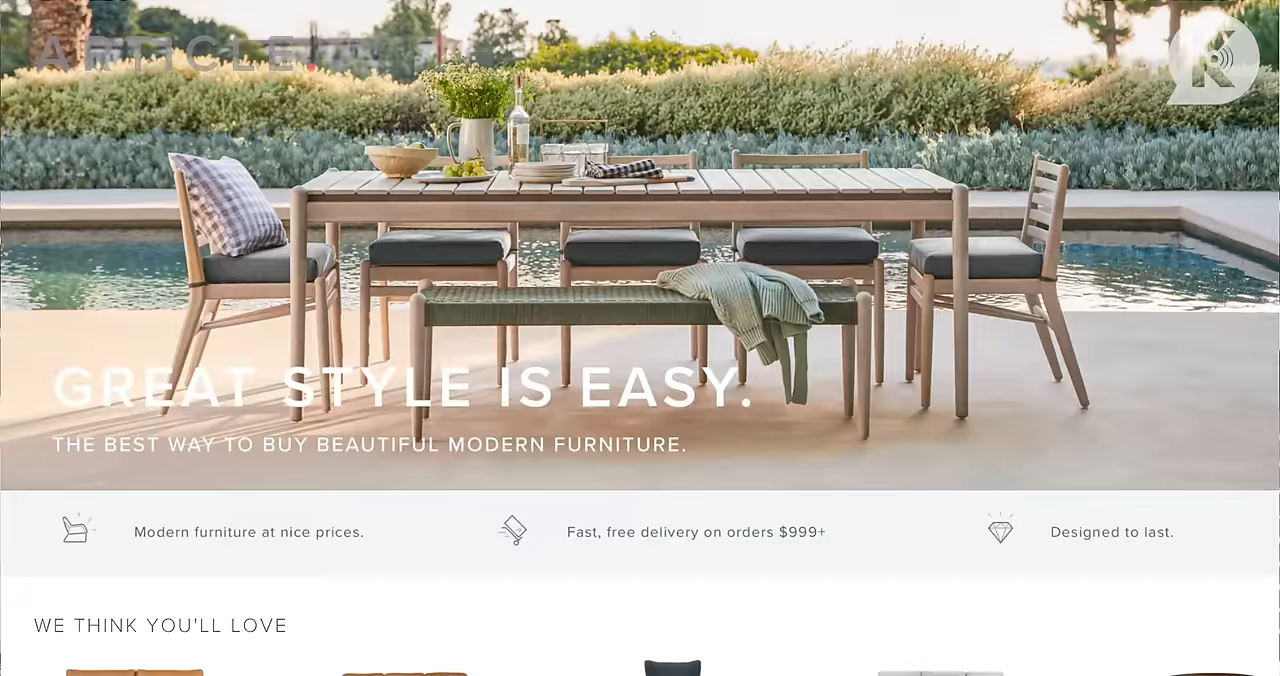 ARTICLE.
K
GREAT STYLE IS EASY.
THE BEST WAY TO BUY BEAUTIFUL MODERN FURNITURE.
Modern furniture at nice prices.
Fast, free delivery on orders $999+
Designed to last.
WE THINK YOU'LL LOVE